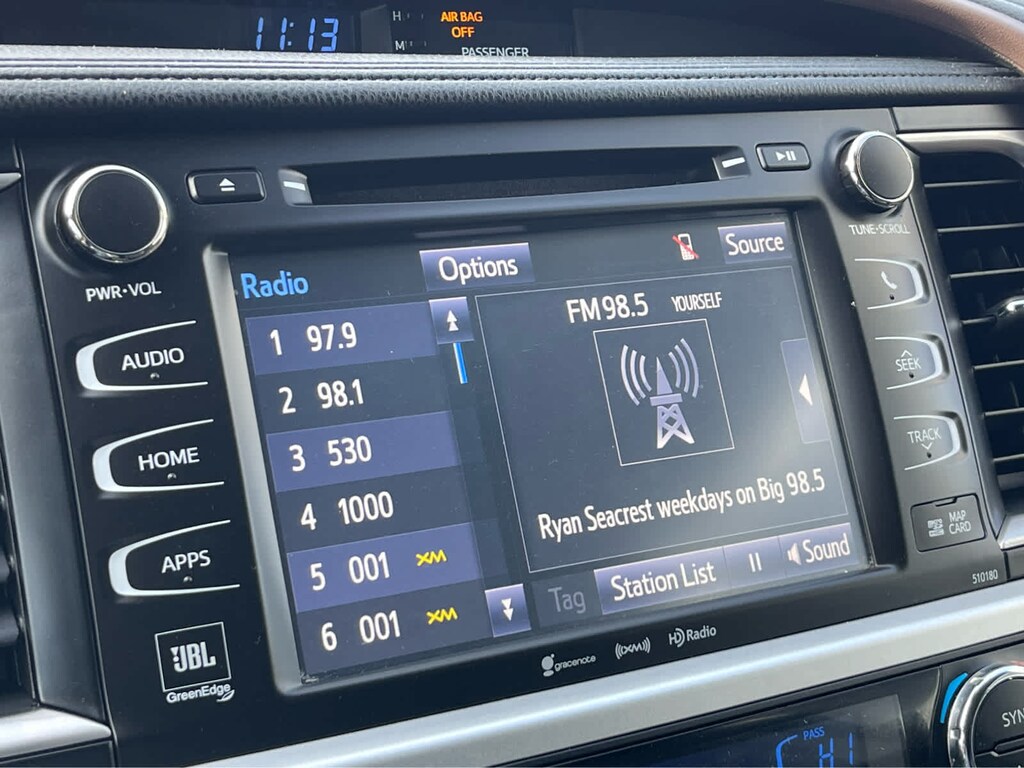 11:13
AIR BAG
OFF
PASSENGER
PWR•VOL
AUDIO
HOME
APPS
JBL
GreenEdge
Radio
Options
Source
1 97.9
2 98.1
3 530
4 1000
5 001 XM
6 001 XM
FM 98.5 YOURSELF
Ryan Seacrest weekdays on Big 98.5
Tag
Station List
Sound
gracenote
((XM))
HD Radio
TUNE•SCROLL
SEEK
TRACK
MAP
CARD
510180
PASS
HI